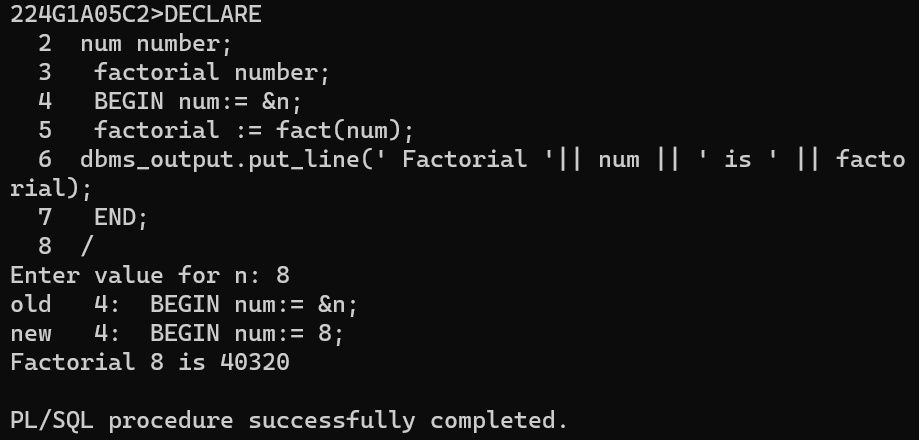 224G1A05C2>DECLARE
  2  num number;
  3   factorial number;
  4   BEGIN num:= &n;
  5   factorial := fact(num);
  6  dbms_output.put_line(' Factorial '|| num || ' is ' || facto
rial);
  7   END;
  8  /
Enter value for n: 8
old   4:  BEGIN num:= &n;
new   4:  BEGIN num:= 8;
Factorial 8 is 40320

PL/SQL procedure successfully completed.